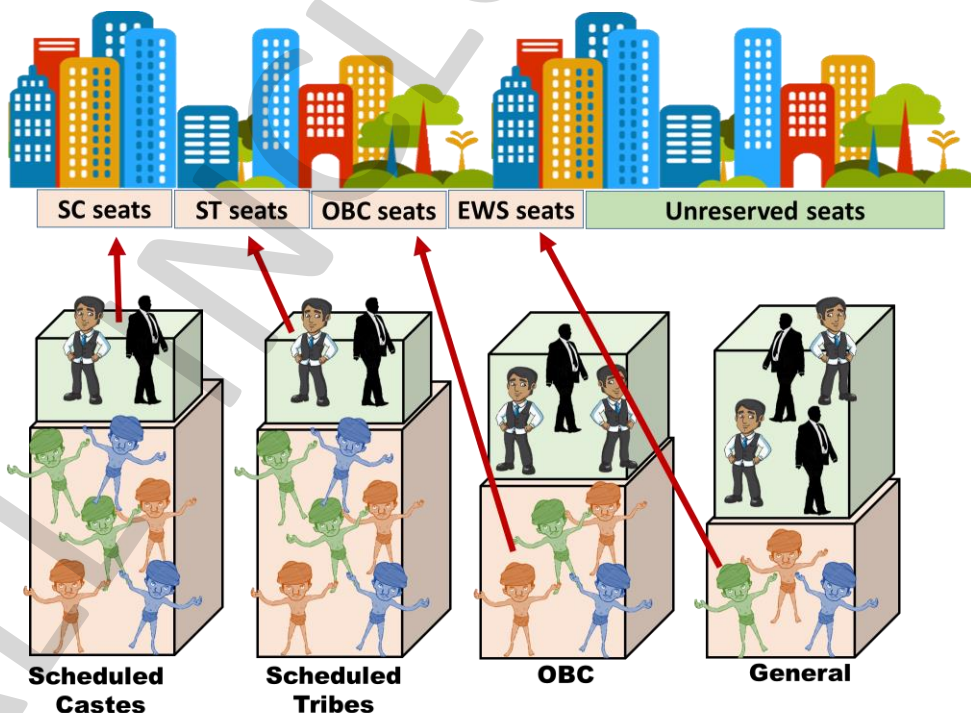 SC seats ST seats OBC seats EWS seats Unreserved seats
Scheduled Castes
Scheduled Tribes
OBC
General